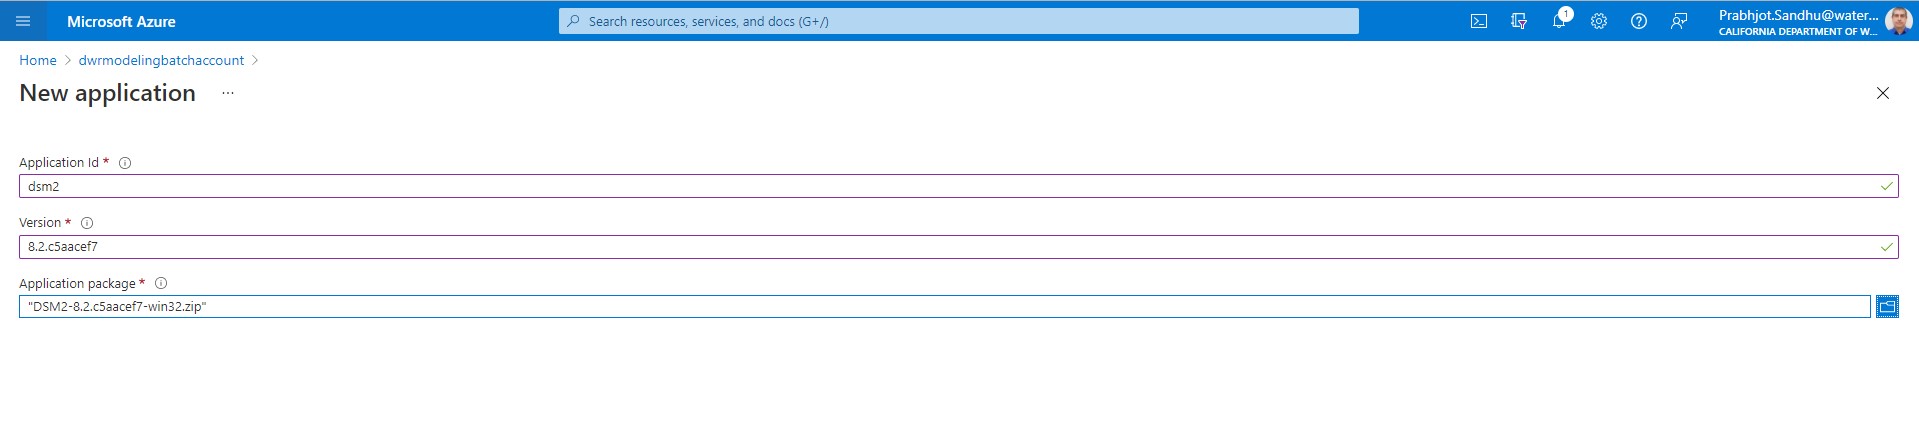 Microsoft Azure
Search resources, services, and docs (G+/)
1
Prabhjot.Sandhu@water...
CALIFORNIA DEPARTMENT OF W...
Home > dwrmodelingbatchaccount >
New application ...
Application Id *
dsm2
Version *
8.2.c5aacef7
Application package *
"DSM2-8.2.c5aacef7-win32.zip"